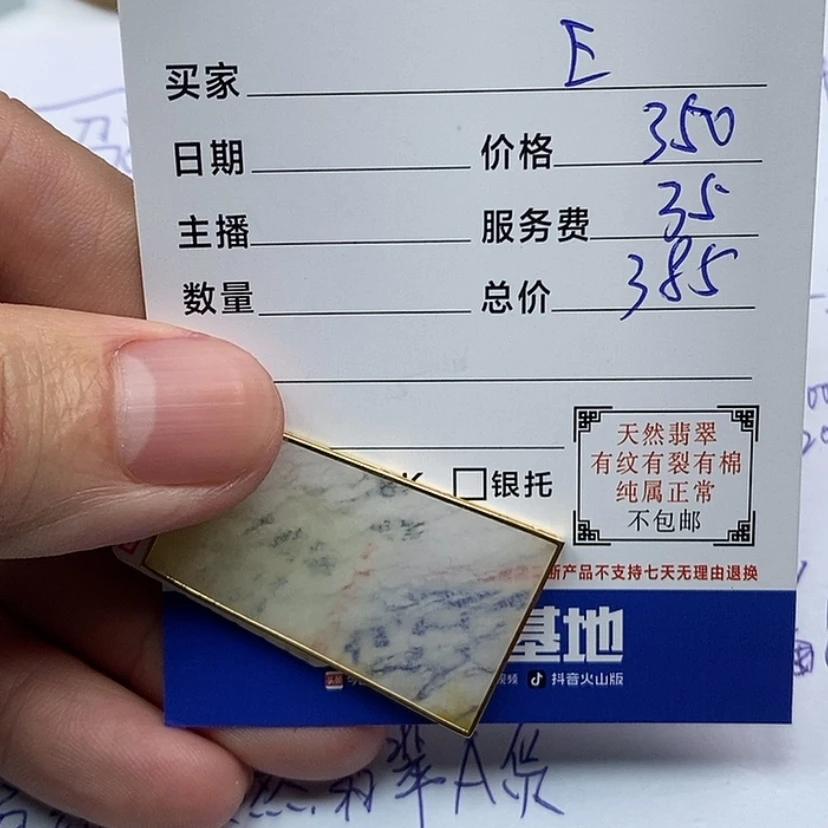 买家 E
日期 价格 350
主播 服务费 35
数量 总价 385
银托
天然翡翠
有纹有裂有棉
纯属正常
不包邮
产品不支持七天无理由退换
基地
视频 抖音火山版
翠A货